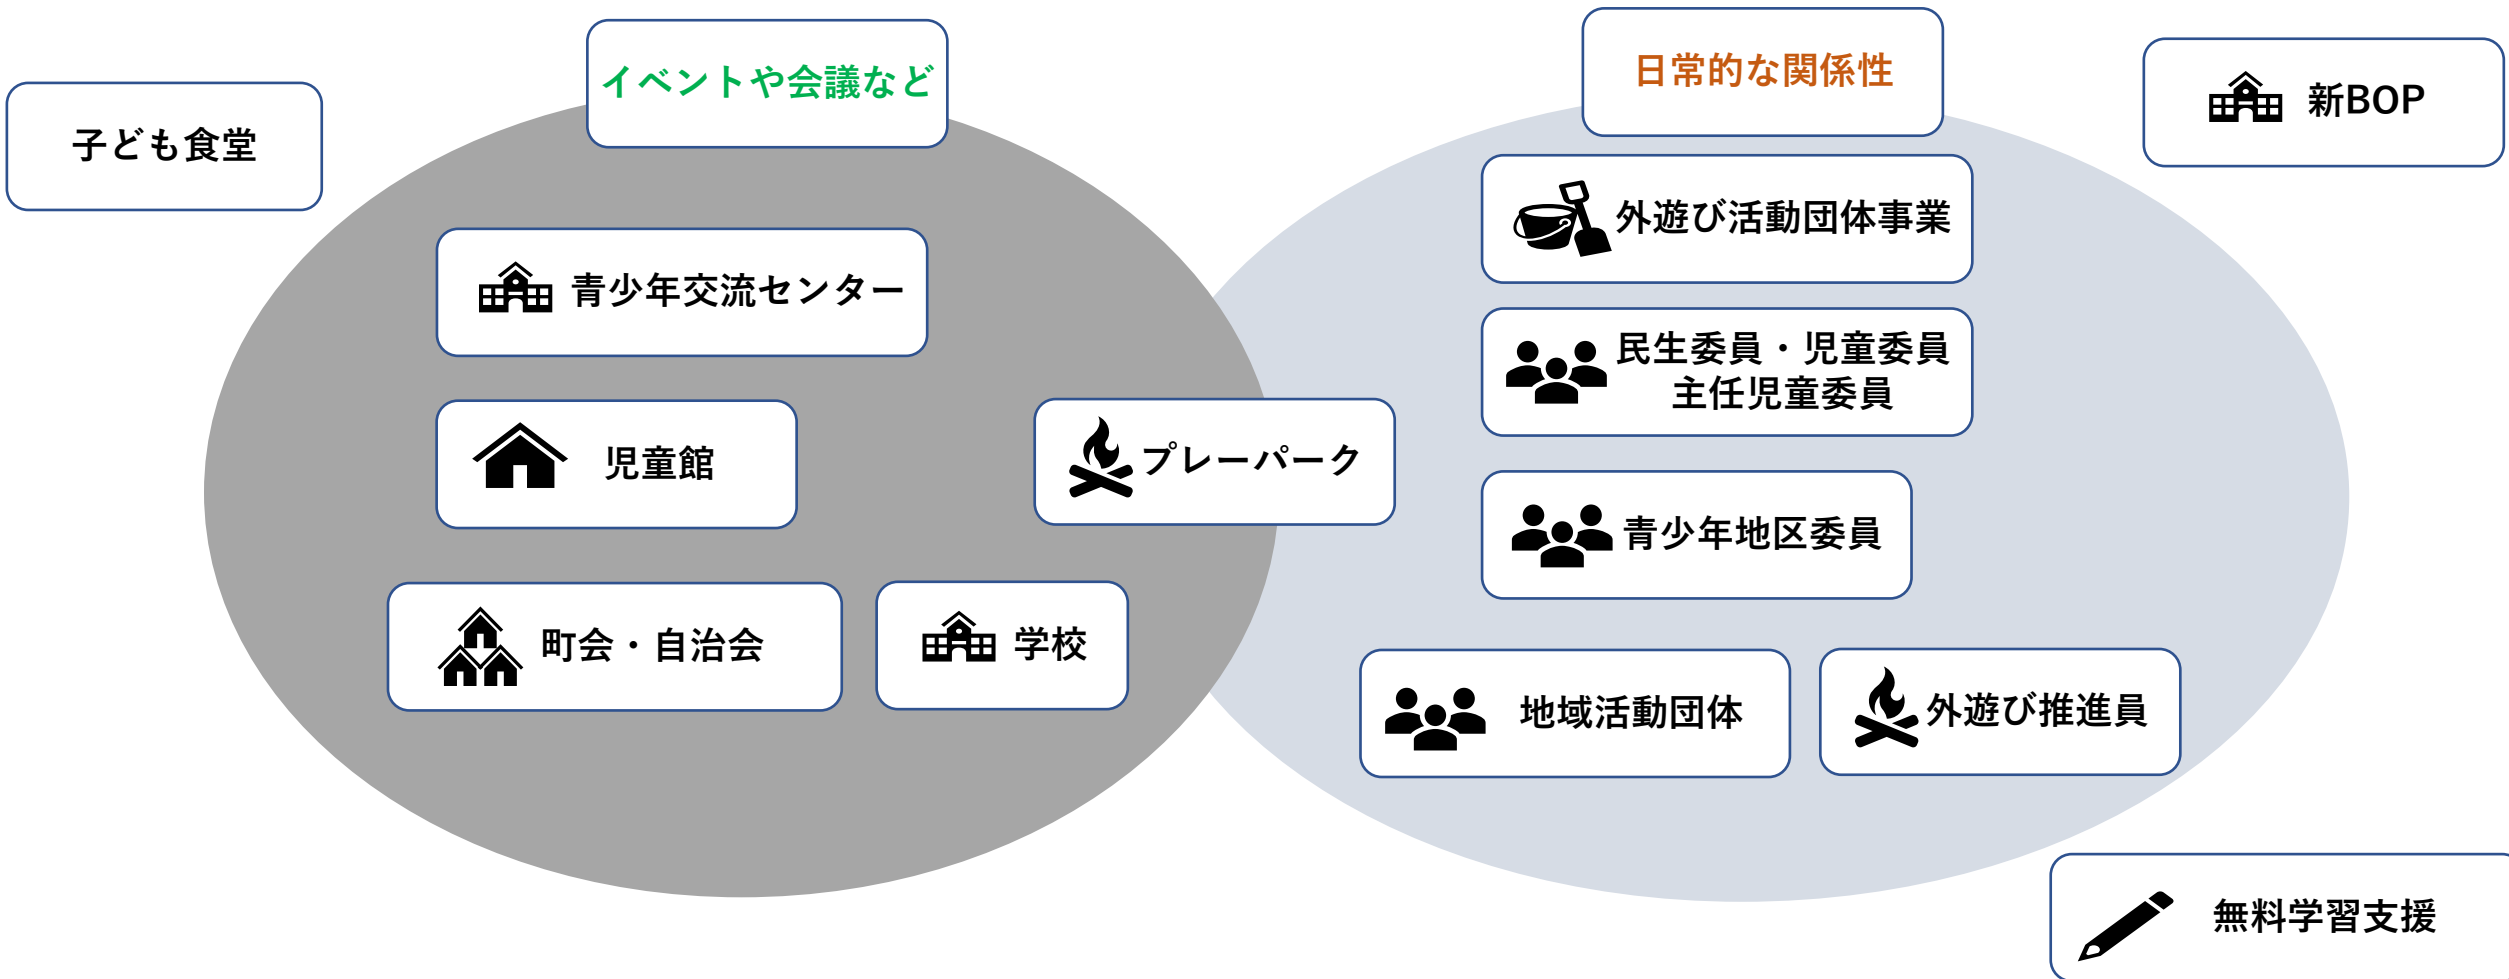 イベントや会議など
日常的な関係性
新BOP
子ども食堂
外遊び活動団体事業
青少年交流センター
民生委員・児童委員
主任児童委員
児童館
プレーパーク
青少年地区委員
町会・自治会
学校
地域活動団体
外遊び推進員
無料学習支援